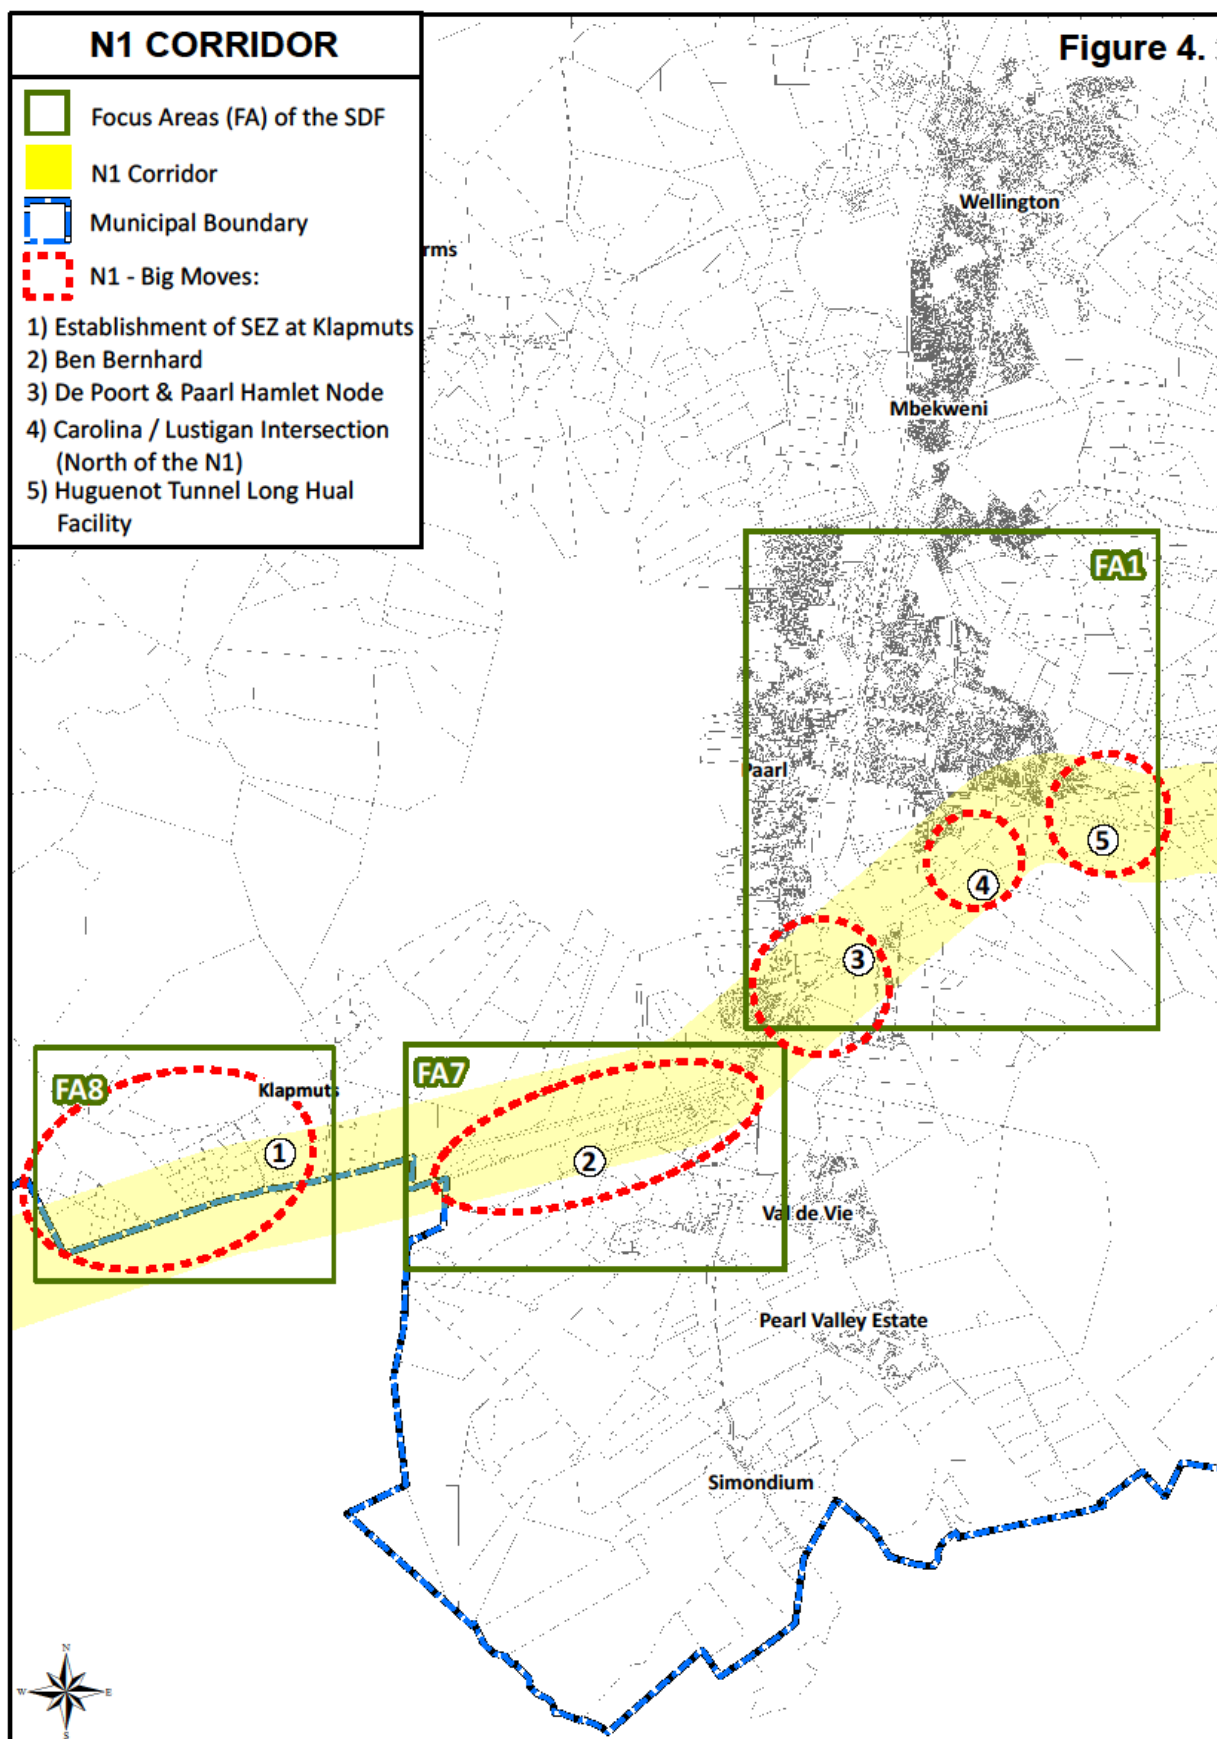 N1 CORRIDOR
Figure 4.
Focus Areas (FA) of the SDF
N1 Corridor
Municipal Boundary
N1 - Big Moves:
1) Establishment of SEZ at Klapmuts
2) Ben Bernhard
3) De Poort & Paarl Hamlet Node
4) Carolina / Lustigan Intersection
(North of the N1)
5) Huguenot Tunnel Long Hual
Facility
Wellington
rms
Mbekweni
FA1
Paarl
5
4
3
FA7
FA8
Klapmuts
1
2
Val de Vie
Pearl Valley Estate
Simondium
N
W E
S